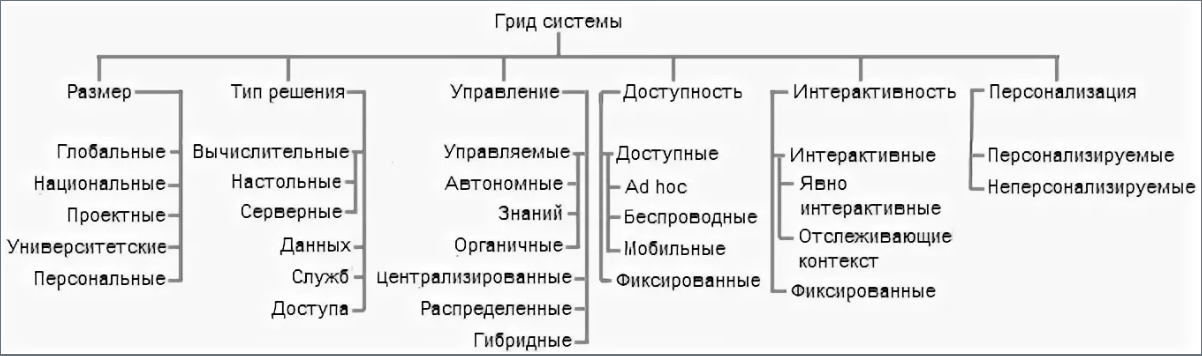 Грид системы
Размер
Глобальные
Национальные
Проектные
Университетские
Персональные
Тип решения
Вычислительные
Настольные
Серверные
Данных
Служб
Доступа
Управление
Управляемые
Автономные
Знаний
Органичные
централизированные
Распределенные
Гибридные
Доступность
Доступные
Ad hoc
Беспроводные
Мобильные
Фиксированные
Интерактивность
Интерактивные
Явно
интерактивные
Отслеживающие
контекст
Фиксированные
Персонализация
Персонализируемые
Неперсонализируемые